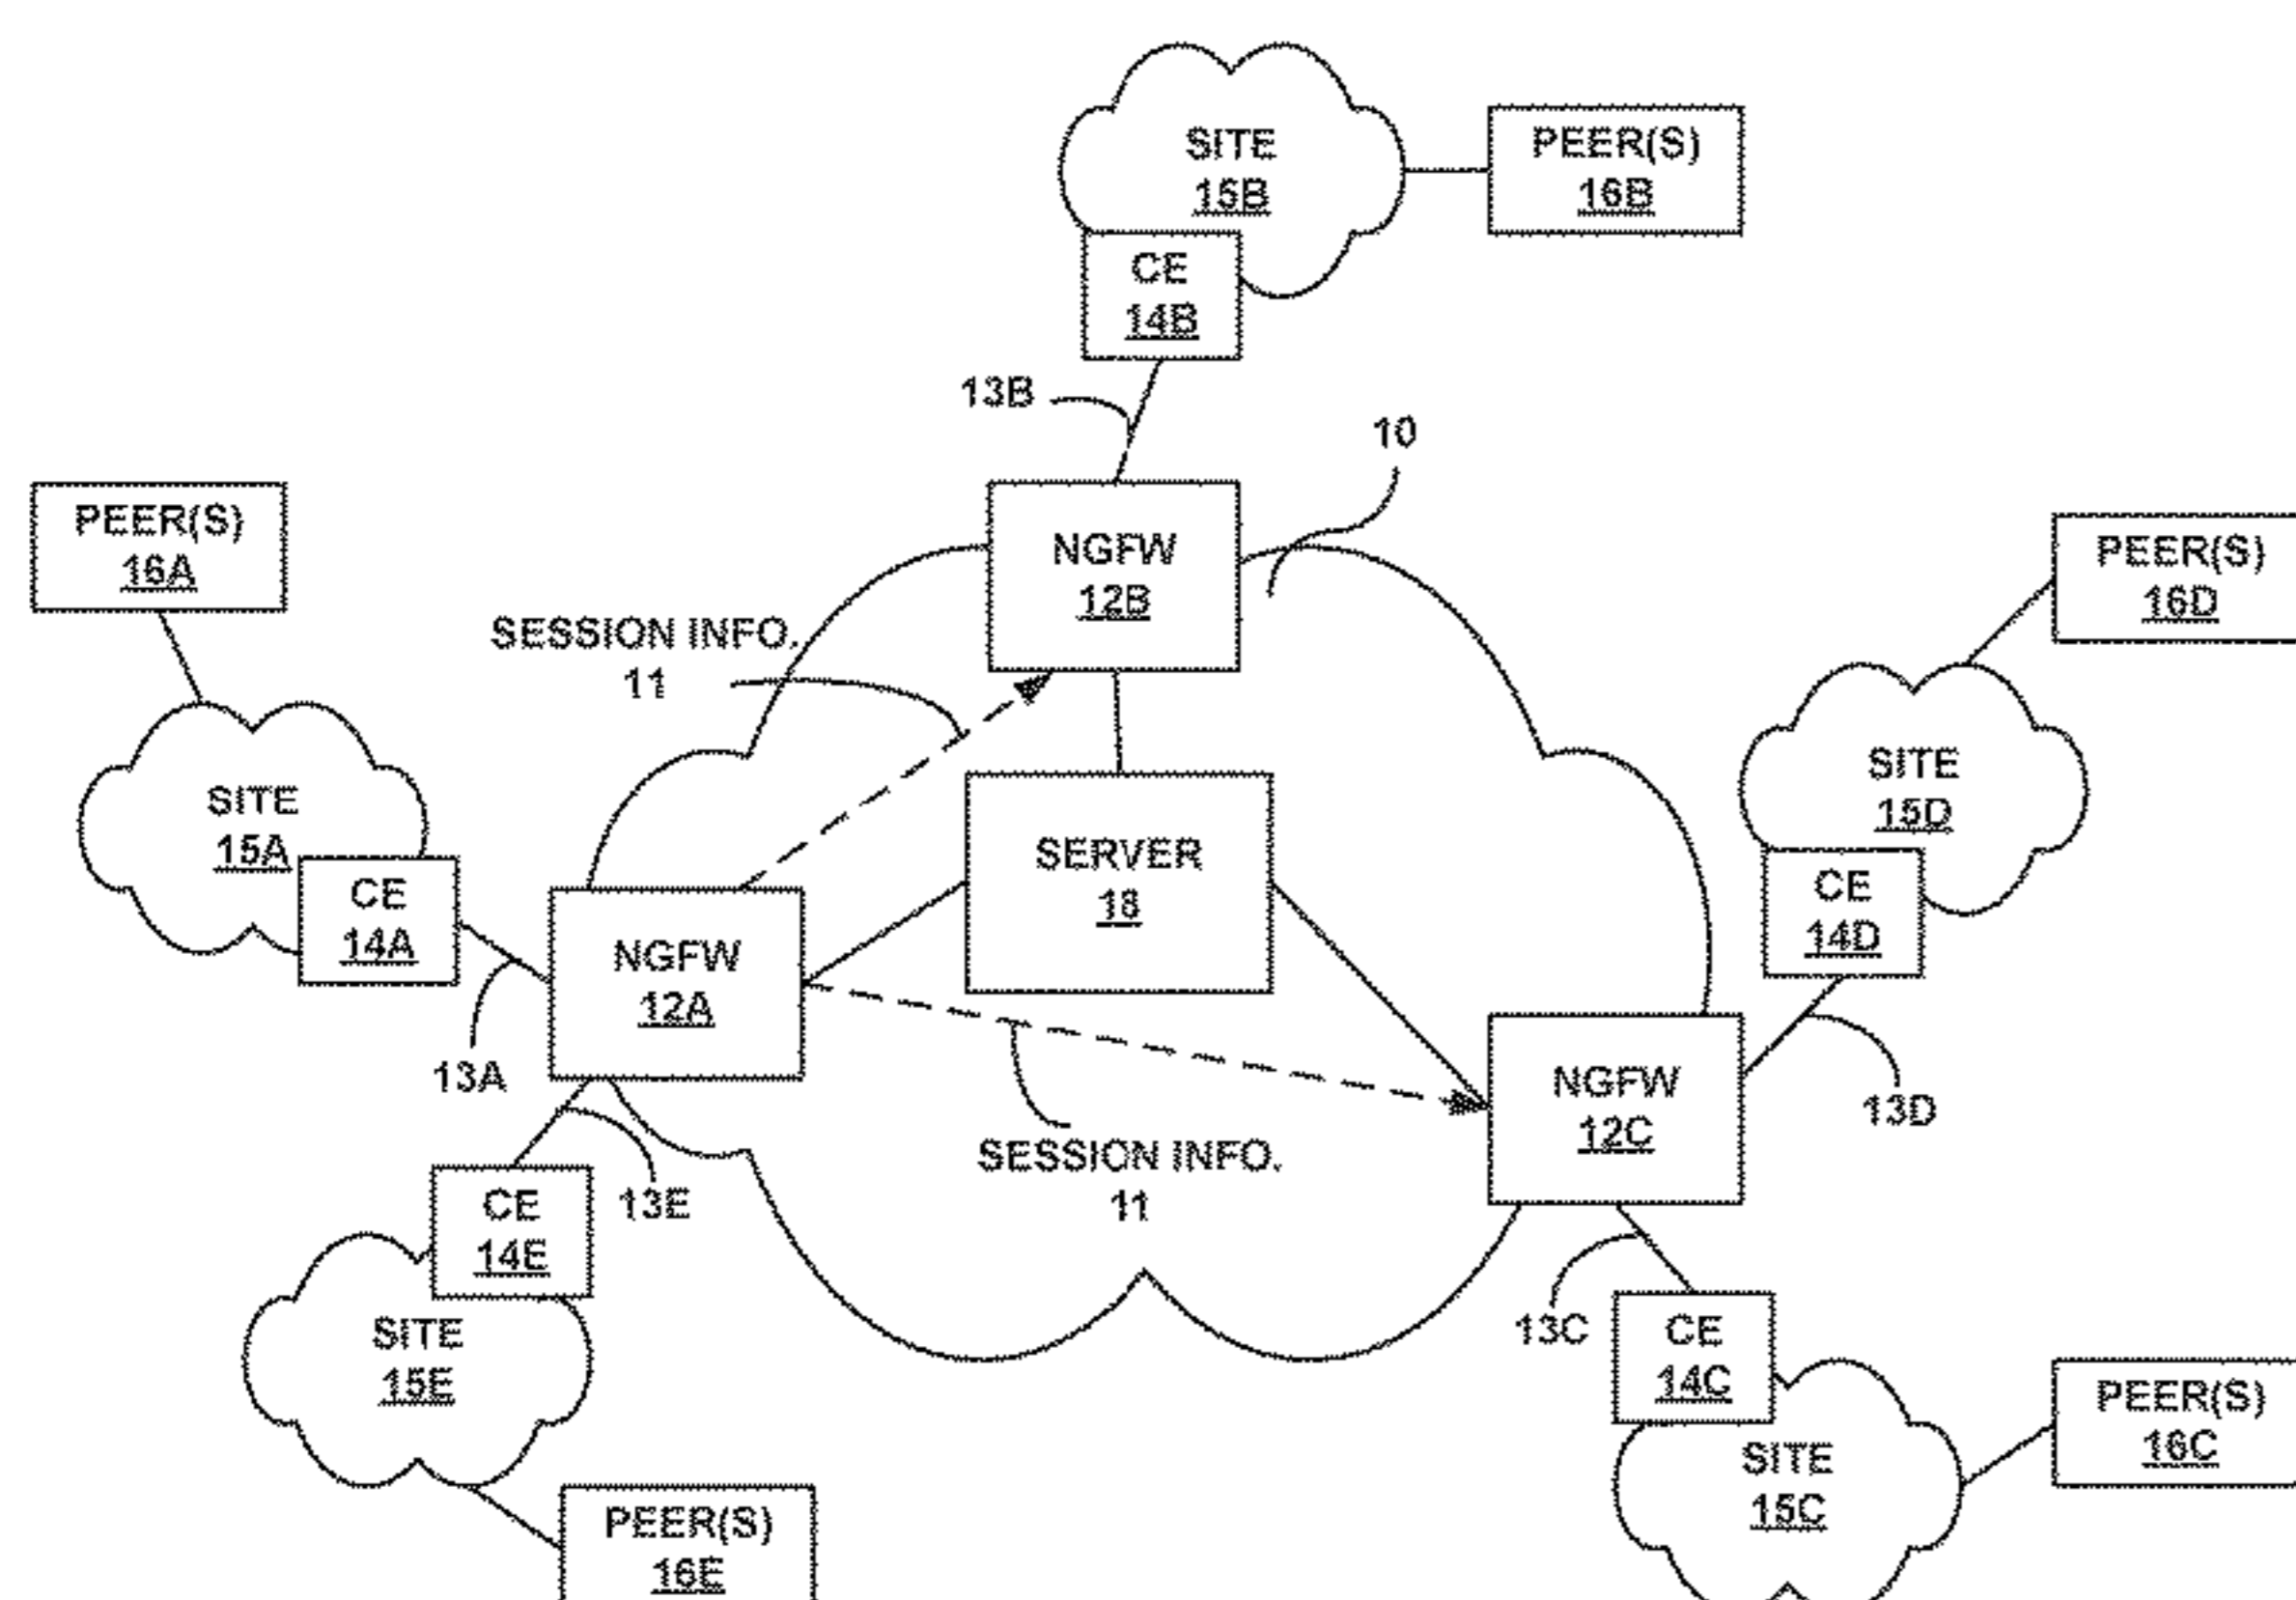 SITE
15B
PEER(S)
16B
CE
14B
13B
10
PEER(S)
16A
NGFW
12B
PEER(S)
16D
SESSION INFO.
11
SITE
15A
SITE
15D
SERVER
18
CE
14A
CE
14D
NGFW
12A
13A
NGFW
12C
13D
SESSION INFO.
11
CE
14E
13E
SITE
15E
13C
CE
14C
PEER(S)
16C
SITE
15C
PEER(S)
16E